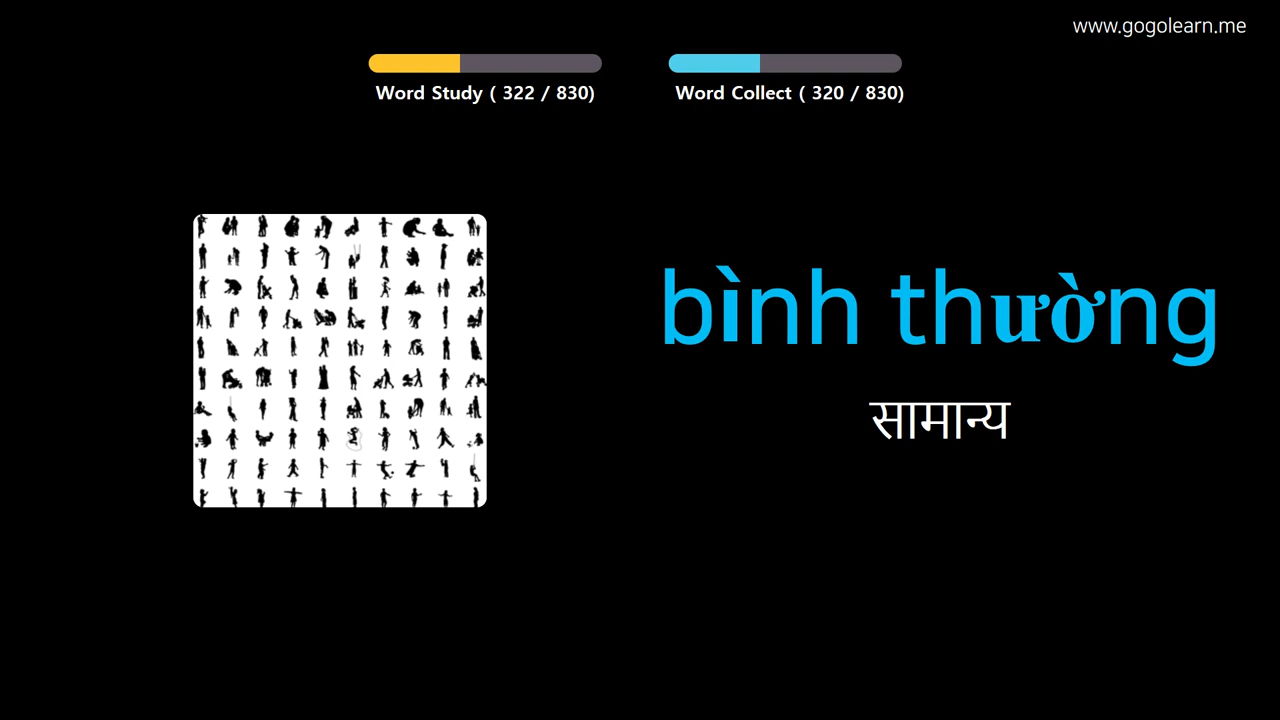 www.gogolearn.me
Word Study ( 322 / 830)
Word Collect ( 320 / 830)
bình thường
सामान्य